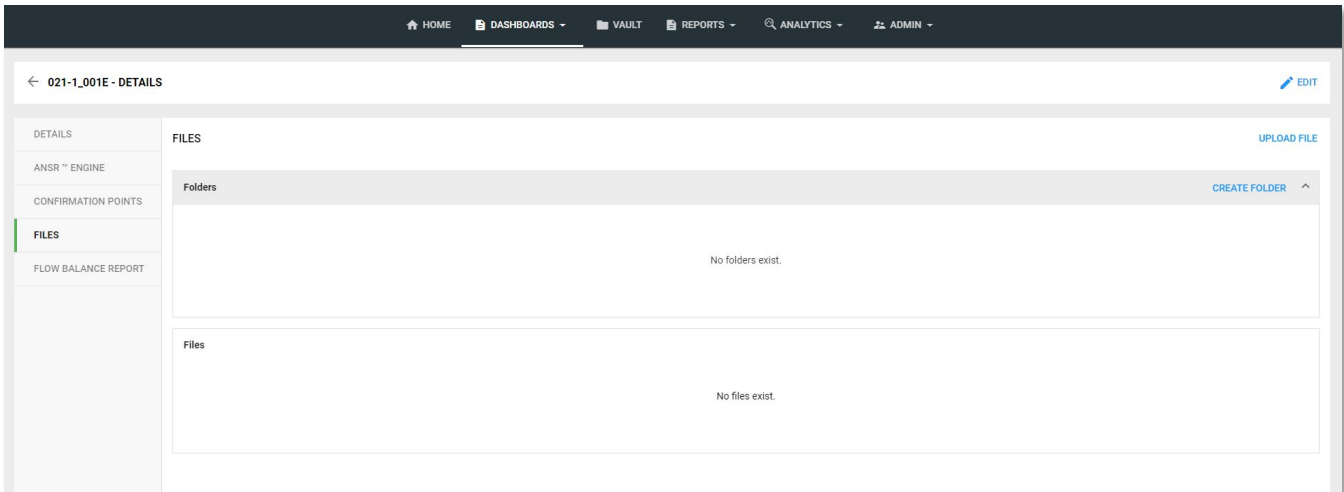 HOME DASHBOARDS VAULT REPORTS ANALYTICS ADMIN
021-1_001E - DETAILS EDIT
DETAILS
ANSR ™ ENGINE
CONFIRMATION POINTS
FILES
FLOW BALANCE REPORT
FILES UPLOAD FILE
Folders CREATE FOLDER
No folders exist.
Files
No files exist.